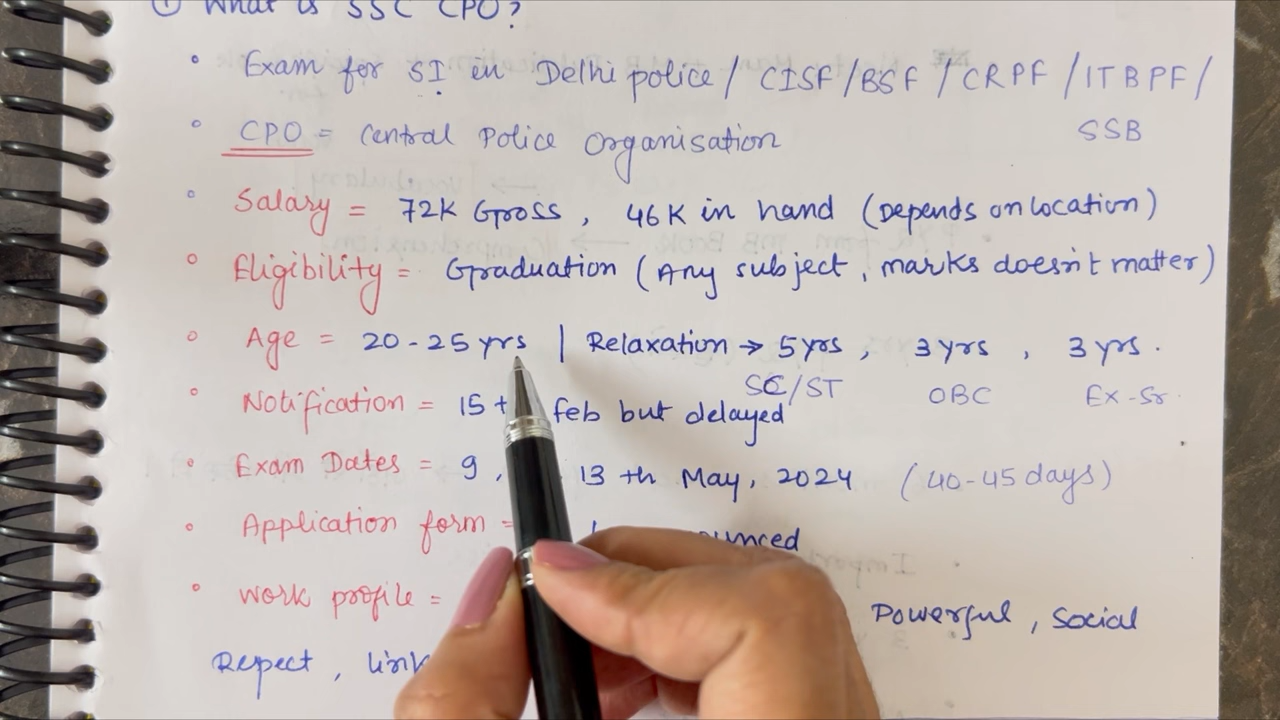 ① What is SSC CPO?
• Exam for SI in Delhi police / CISF / BSF / CRPF / ITBPF /
SSB
• CPO = Central Police Organisation
• Salary = 72K Gross, 46K in hand (Depends on location)
• Eligibility = Graduation (Any subject, marks doesn't matter)
• Age = 20-25 yrs | Relaxation → 5 yrs, 3 yrs, 3 yrs.
SC/ST OBC Ex-Sr.
• Notification = 15 feb but delayed
• Exam Dates = 9, 13 th May, 2024 (40-45 days)
• Application form =
• Work profile = Powerful, Social
Repect,